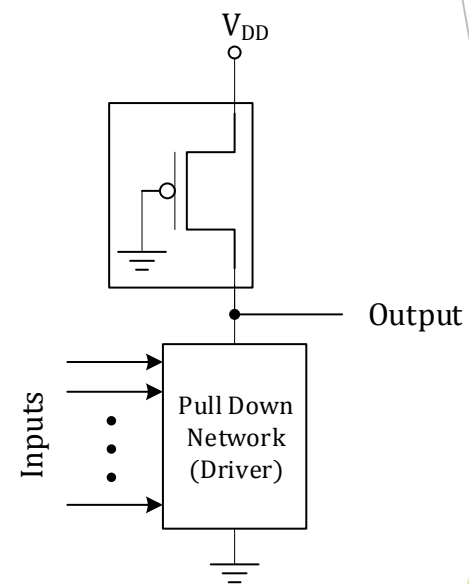 V_DD
Output
Inputs
Pull Down
Network
(Driver)